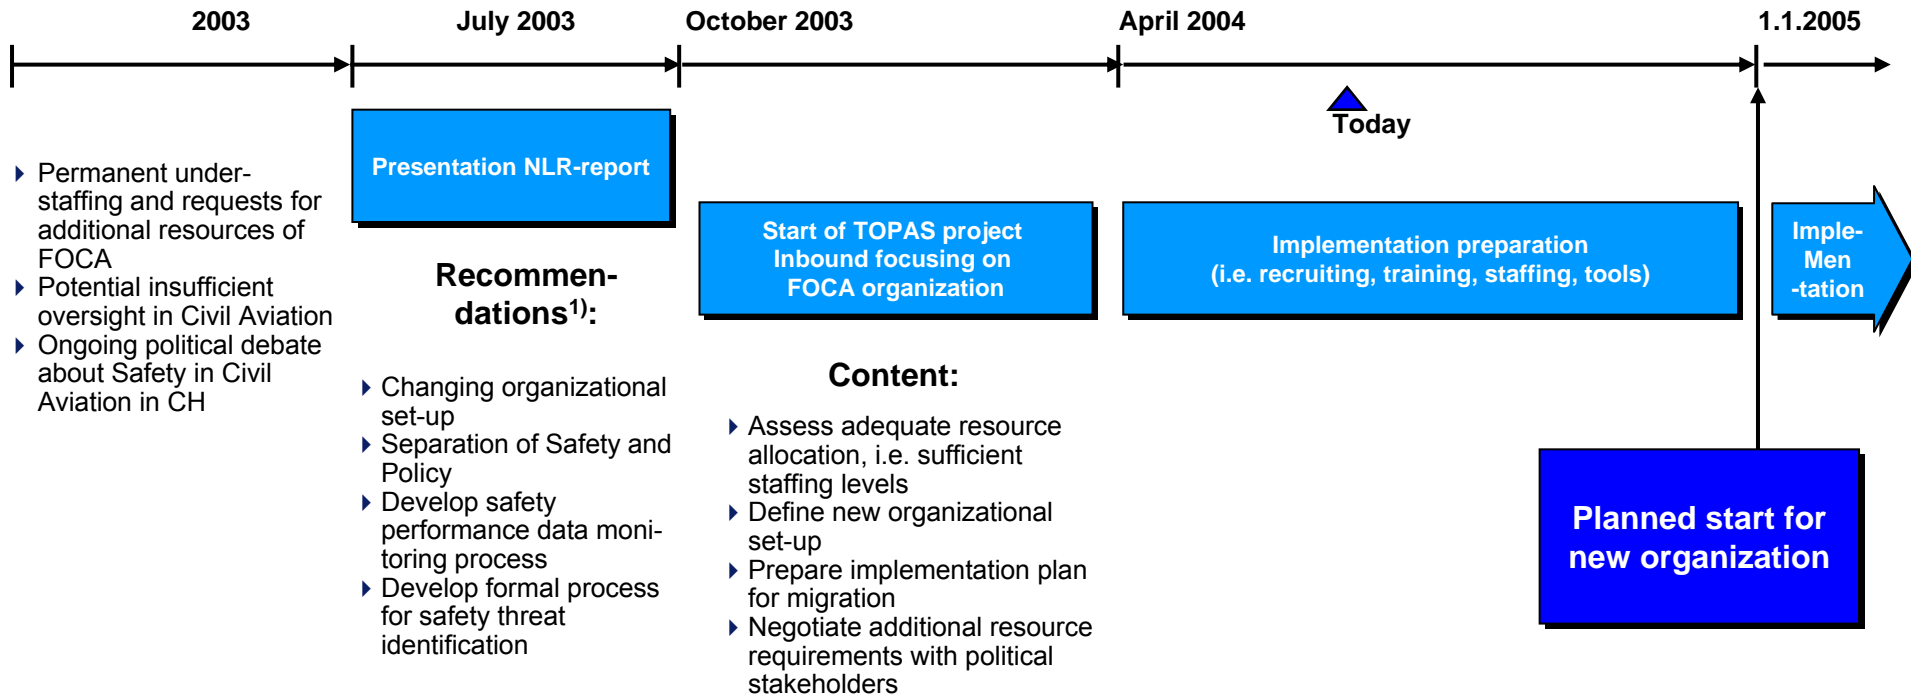 2003
July 2003
October 2003
April 2004
1.1.2005
Today
Permanent under-
staffing and requests for
additional resources of
FOCA
Potential insufficient
oversight in Civil Aviation
Ongoing political debate
about Safety in Civil
Aviation in CH
Presentation NLR-report
Recommen-
dations1):
Changing organizational
set-up
Separation of Safety and
Policy
Develop safety
performance data moni-
toring process
Develop formal process
for safety threat
identification
Start of TOPAS project
Inbound focusing on
FOCA organization
Content:
Assess adequate resource
allocation, i.e. sufficient
staffing levels
Define new organizational
set-up
Prepare implementation plan
for migration
Negotiate additional resource
requirements with political
stakeholders
Implementation preparation
(i.e. recruiting, training, staffing, tools)
Imple-
Men
-tation
Planned start for
new organization